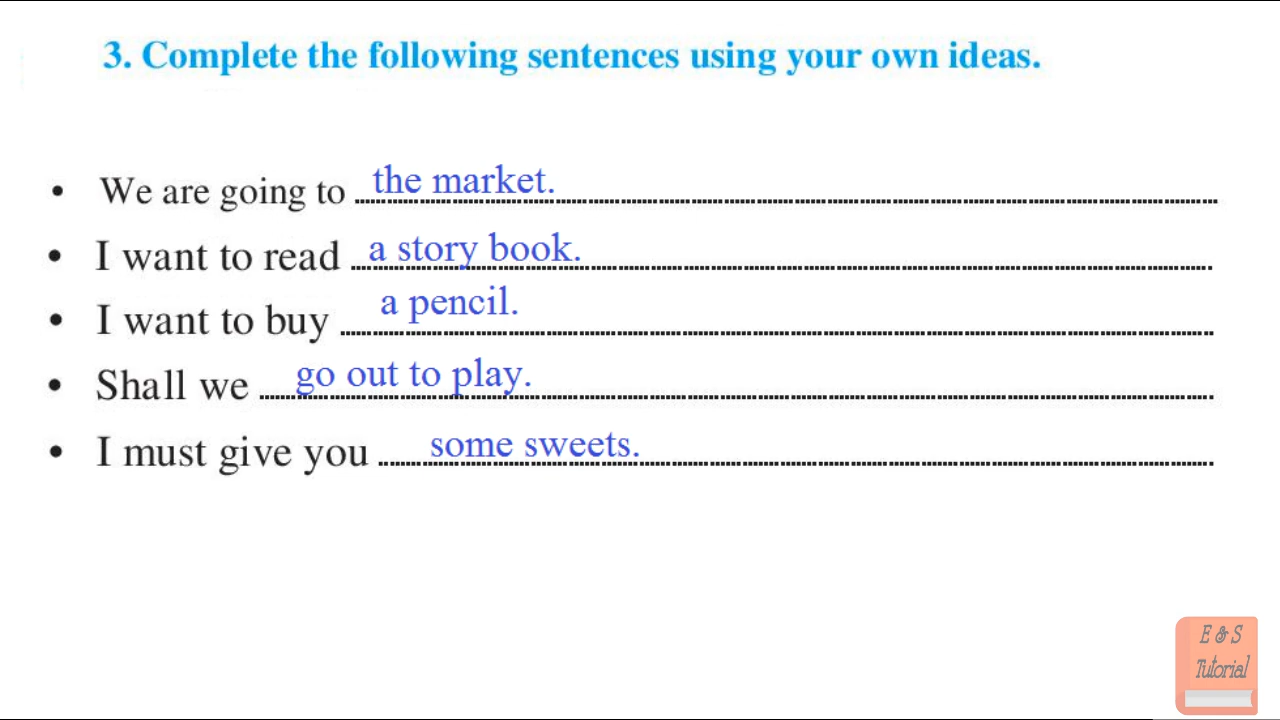 3. Complete the following sentences using your own ideas.
• We are going to the market.
• I want to read a story book.
• I want to buy a pencil.
• Shall we go out to play.
• I must give you some sweets.
E & S
Tutorial